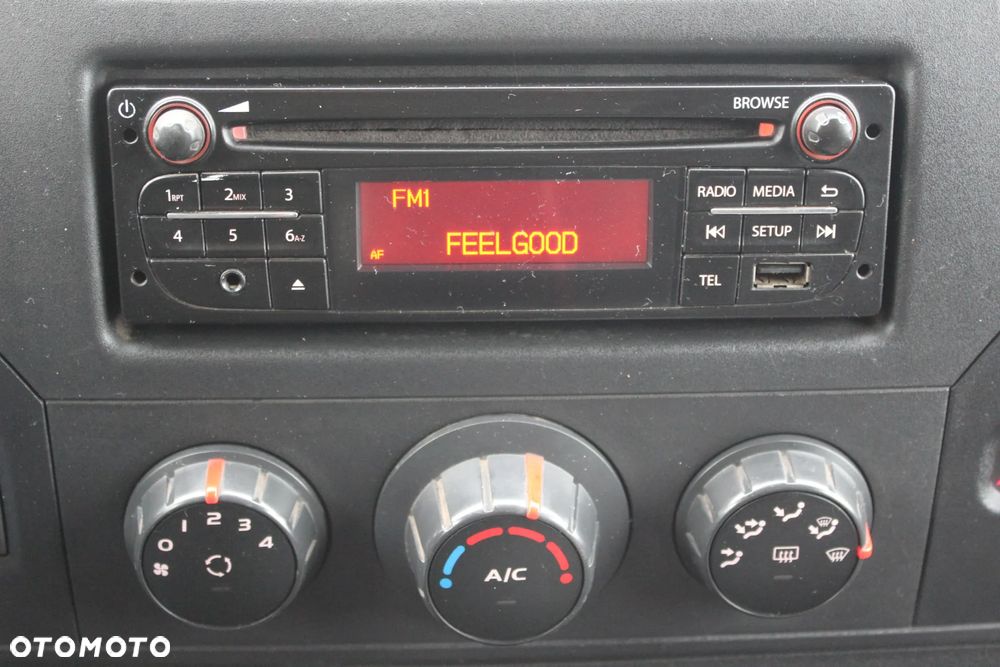 BROWSE
1RPT 2MIX 3
4 5 6A-Z
FM1
AF FEELGOOD
RADIO MEDIA
SETUP
TEL
0 1 2 3 4
A/C
OTOMOTO